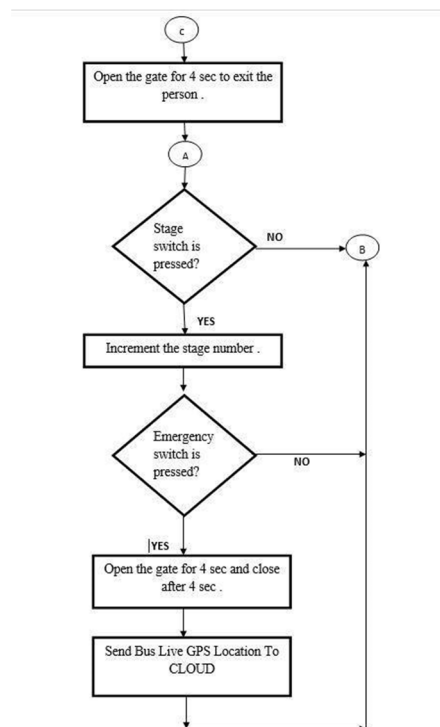 C
Open the gate for 4 sec to exit the
person .
A
Stage
switch is
pressed?
NO
B
YES
Increment the stage number .
Emergency
switch is
pressed?
NO
YES
Open the gate for 4 sec and close
after 4 sec .
Send Bus Live GPS Location To
CLOUD